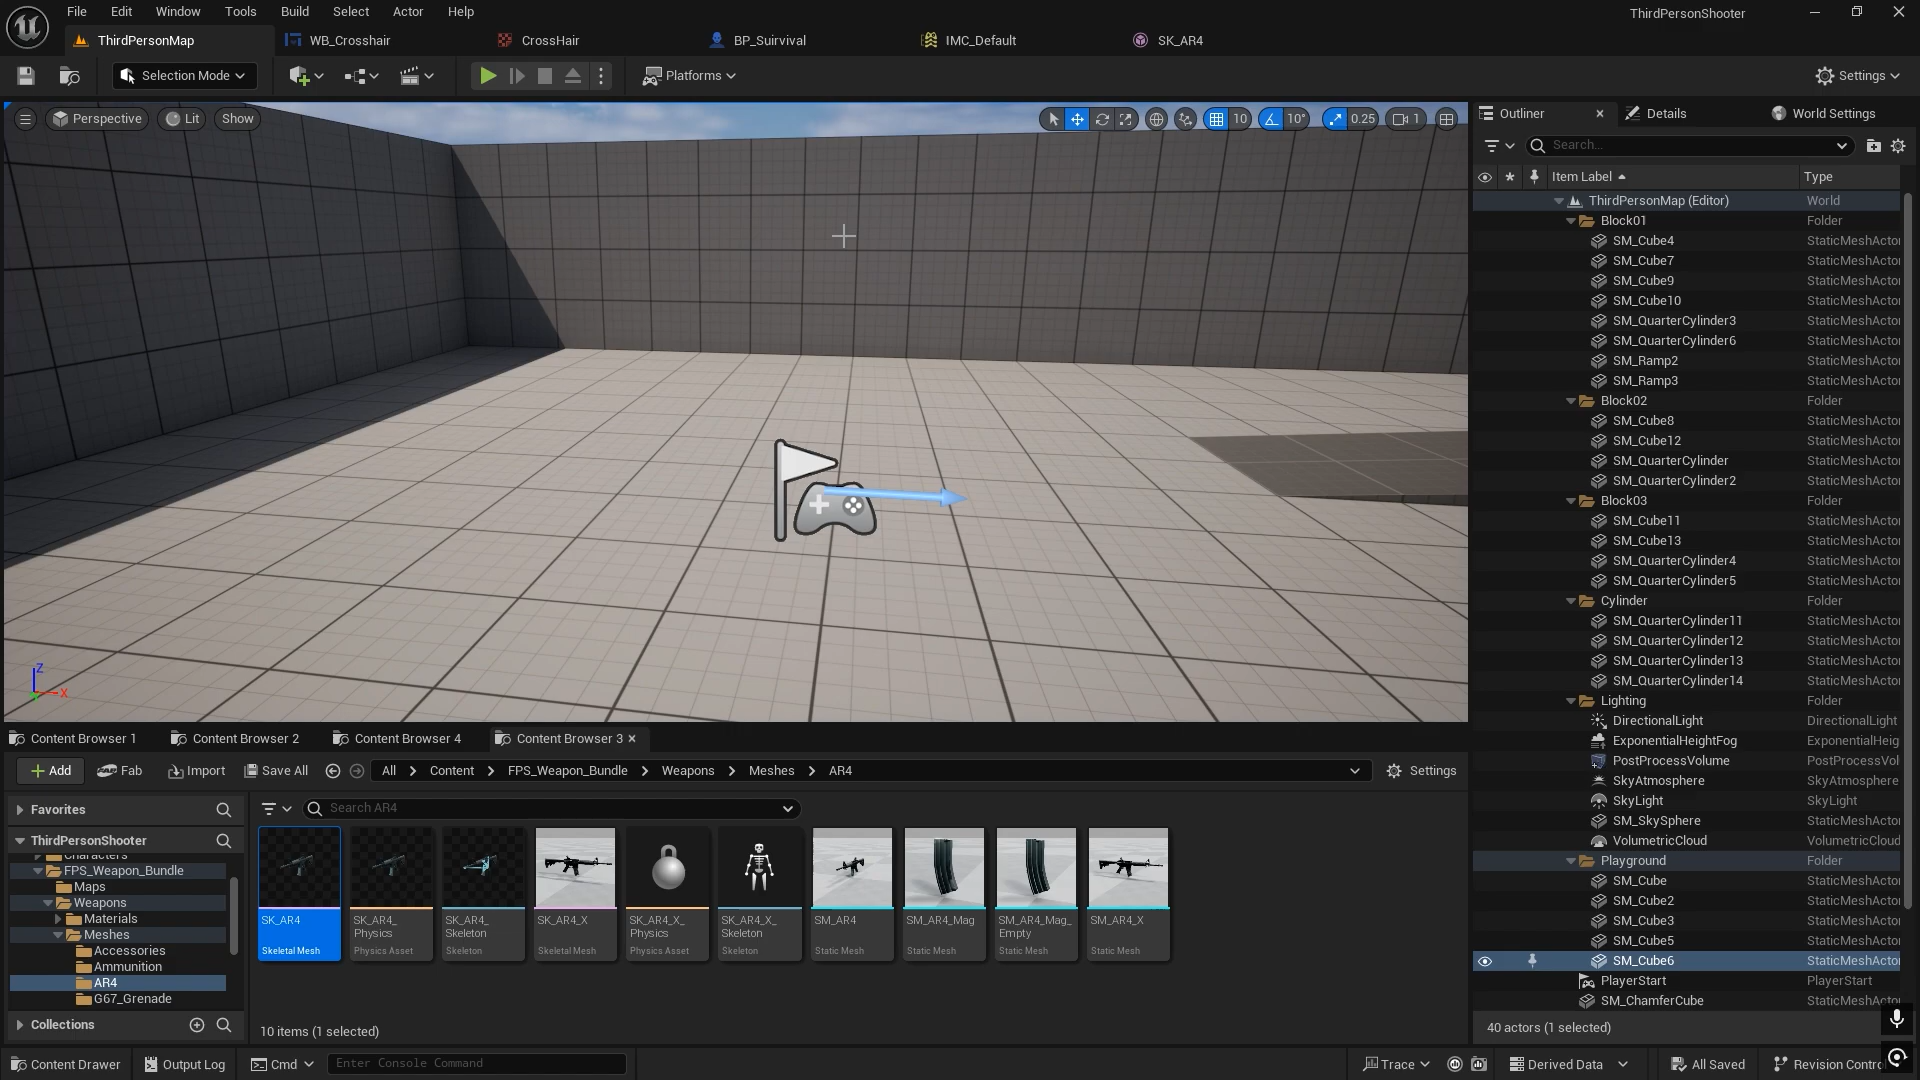 File Edit Window Tools Build Select Actor Help
ThirdPersonShooter
ThirdPersonMap
WB_Crosshair
CrossHair
BP_Suirvival
IMC_Default
SK_AR4
Selection Mode
Platforms
Settings
Perspective
Lit
Show
10
10°
0.25
1
Outliner
Details
World Settings
Search...
Item Label
Type
ThirdPersonMap (Editor) World
Block01 Folder
SM_Cube4 StaticMeshActor
SM_Cube7 StaticMeshActor
SM_Cube9 StaticMeshActor
SM_Cube10 StaticMeshActor
SM_QuarterCylinder3 StaticMeshActor
SM_QuarterCylinder6 StaticMeshActor
SM_Ramp2 StaticMeshActor
SM_Ramp3 StaticMeshActor
Block02 Folder
SM_Cube8 StaticMeshActor
SM_Cube12 StaticMeshActor
SM_QuarterCylinder StaticMeshActor
SM_QuarterCylinder2 StaticMeshActor
Block03 Folder
SM_Cube11 StaticMeshActor
SM_Cube13 StaticMeshActor
SM_QuarterCylinder4 StaticMeshActor
SM_QuarterCylinder5 StaticMeshActor
Cylinder Folder
SM_QuarterCylinder11 StaticMeshActor
SM_QuarterCylinder12 StaticMeshActor
SM_QuarterCylinder13 StaticMeshActor
SM_QuarterCylinder14 StaticMeshActor
Lighting Folder
DirectionalLight DirectionalLight
ExponentialHeightFog ExponentialHeig
PostProcessVolume PostProcessVol
SkyAtmosphere SkyAtmosphere
SkyLight SkyLight
SM_SkySphere StaticMeshActor
VolumetricCloud VolumetricCloud
Playground Folder
SM_Cube StaticMeshActor
SM_Cube2 StaticMeshActor
SM_Cube3 StaticMeshActor
SM_Cube5 StaticMeshActor
SM_Cube6 StaticMeshActor
PlayerStart PlayerStart
SM_ChamferCube StaticMeshActor
40 actors (1 selected)
Z
X
Content Browser 1
Content Browser 2
Content Browser 4
Content Browser 3
Add
Fab
Import
Save All
All > Content > FPS_Weapon_Bundle > Weapons > Meshes > AR4
Settings
Favorites
ThirdPersonShooter
Characters
FPS_Weapon_Bundle
Maps
Weapons
Materials
Meshes
Accessories
Ammunition
AR4
G67_Grenade
Collections
Search AR4
SK_AR4
Skeletal Mesh
SK_AR4_
Physics
Physics Asset
SK_AR4_
Skeleton
Skeleton
SK_AR4_X
Skeletal Mesh
SK_AR4_X_
Physics
Physics Asset
SK_AR4_X_
Skeleton
Skeleton
SM_AR4
Static Mesh
SM_AR4_Mag
Static Mesh
SM_AR4_Mag_
Empty
Static Mesh
SM_AR4_X
Static Mesh
10 items (1 selected)
Content Drawer
Output Log
Cmd
Enter Console Command
Trace
Derived Data
All Saved
Revision Contro